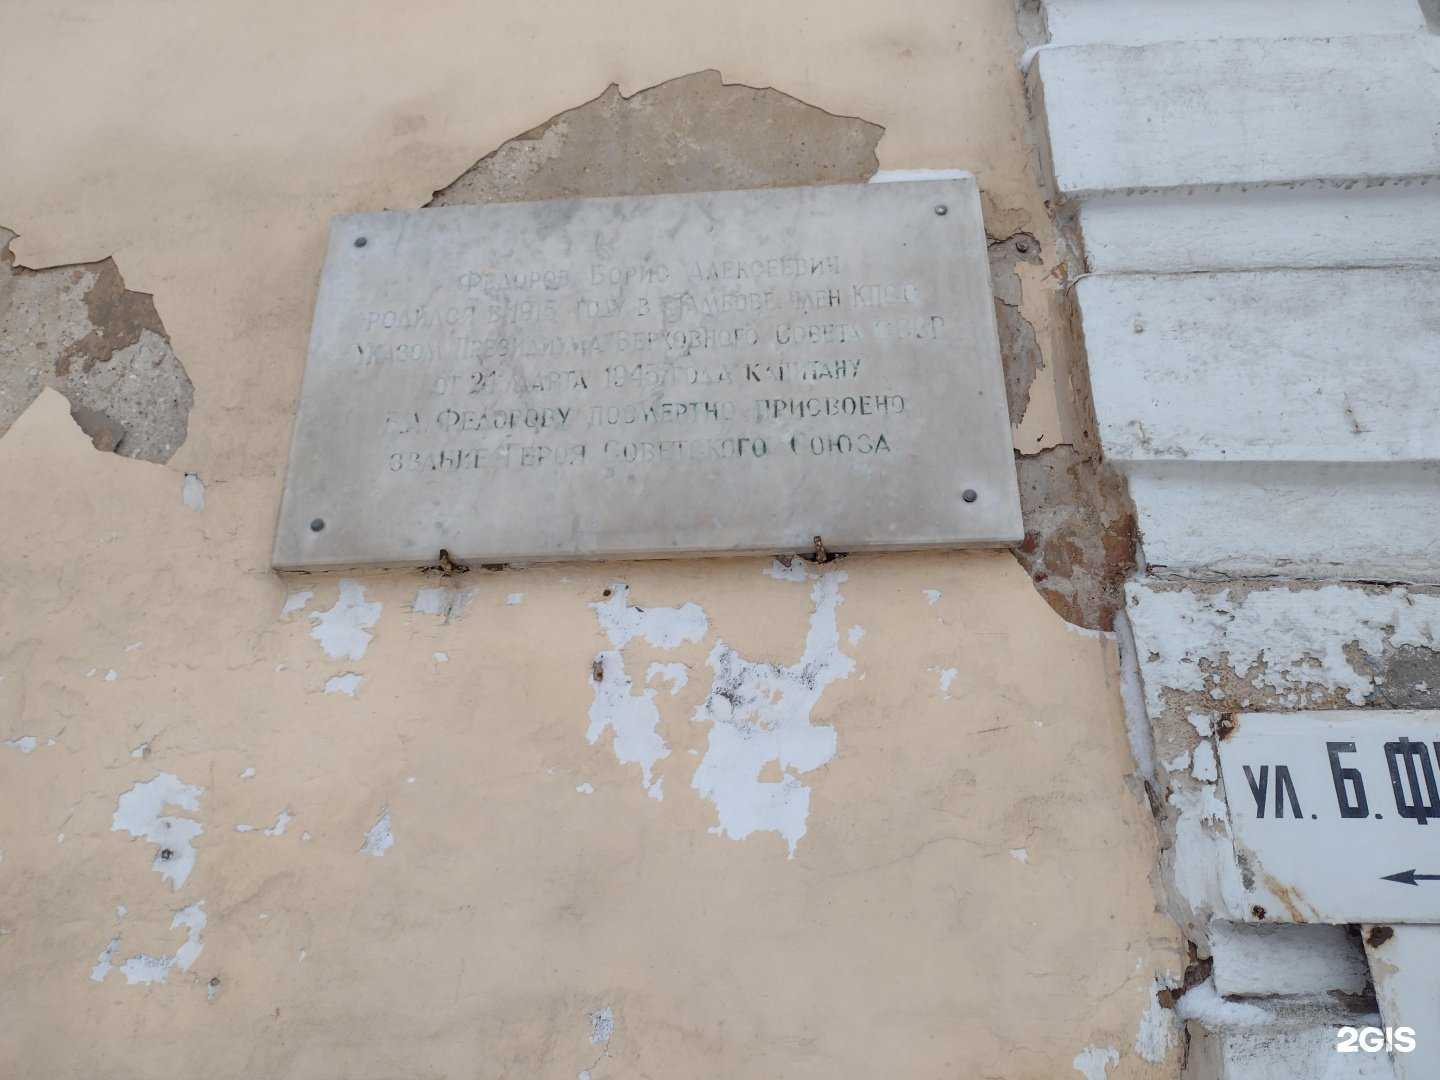 ФЕДОРОВ БОРИС АЛЕКСЕЕВИЧ
РОДИЛСЯ В 1915 ГОДУ В ТАМБОВЕ. ЧЛЕН КПСС
УКАЗОМ ПРЕЗИДИУМА ВЕРХОВНОГО СОВЕТА СССР
ОТ 24 МАРТА 1945 ГОДА КАПИТАНУ
Б.А. ФЕДОРОВУ ПОСМЕРТНО ПРИСВОЕНО
ЗВАНИЕ ГЕРОЯ СОВЕТСКОГО СОЮЗА
УЛ. Б. Ф
2GIS